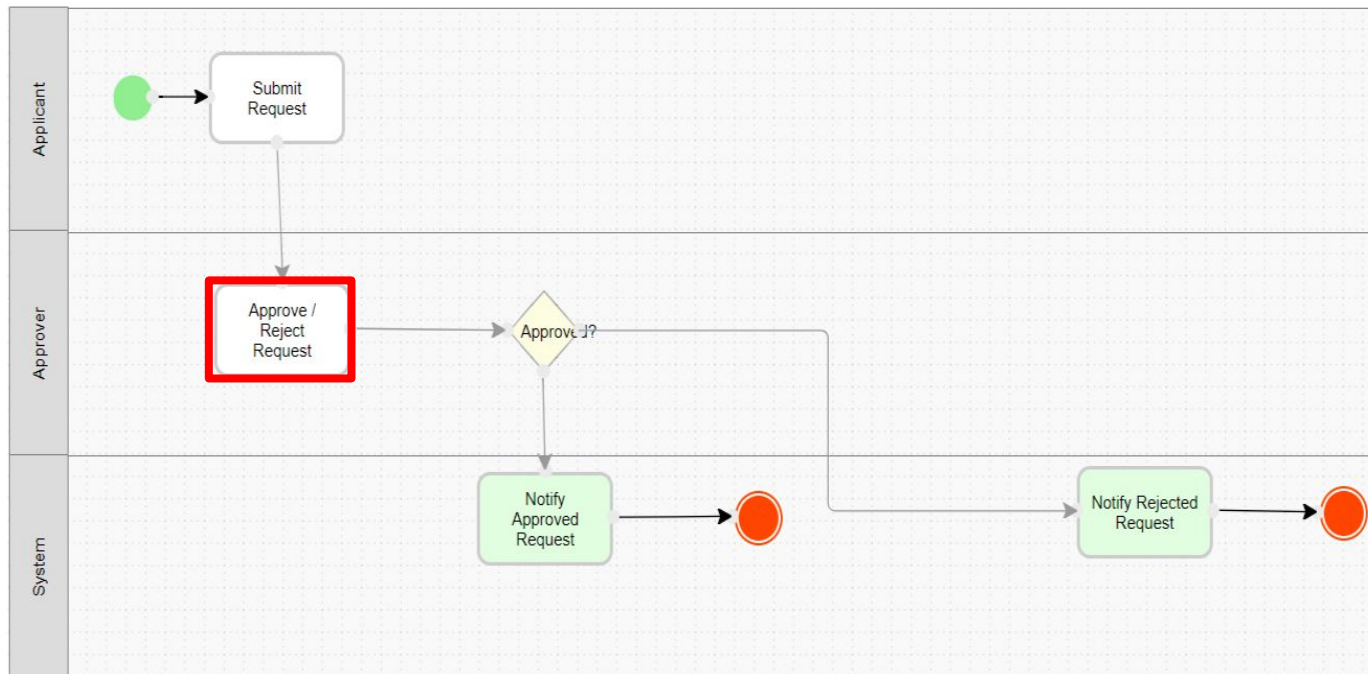 Applicant
Submit
Request
Approver
Approve /
Reject
Request
Approved?
System
Notify
Approved
Request
Notify Rejected
Request